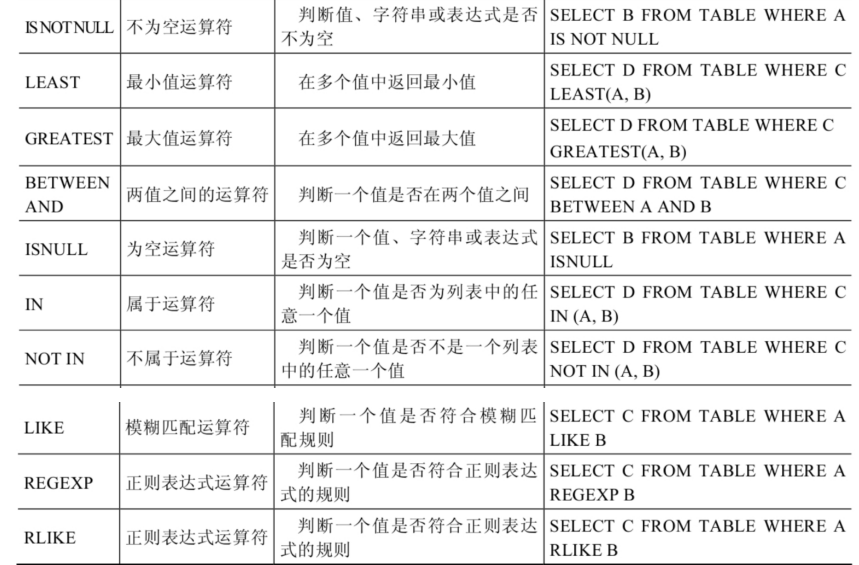 IS NOT NULL 不为空运算符 判断值、字符串或表达式是否不为空 SELECT B FROM TABLE WHERE A IS NOT NULL
LEAST 最小值运算符 在多个值中返回最小值 SELECT D FROM TABLE WHERE C LEAST(A, B)
GREATEST 最大值运算符 在多个值中返回最大值 SELECT D FROM TABLE WHERE C GREATEST(A, B)
BETWEEN AND 两值之间的运算符 判断一个值是否在两个值之间 SELECT D FROM TABLE WHERE C BETWEEN A AND B
ISNULL 为空运算符 判断一个值、字符串或表达式是否为空 SELECT B FROM TABLE WHERE A ISNULL
IN 属于运算符 判断一个值是否为列表中的任意一个值 SELECT D FROM TABLE WHERE C IN (A, B)
NOT IN 不属于运算符 判断一个值是否不是一个列表中的任意一个值 SELECT D FROM TABLE WHERE C NOT IN (A, B)
LIKE 模糊匹配运算符 判断一个值是否符合模糊匹配规则 SELECT C FROM TABLE WHERE A LIKE B
REGEXP 正则表达式运算符 判断一个值是否符合正则表达式的规则 SELECT C FROM TABLE WHERE A REGEXP B
RLIKE 正则表达式运算符 判断一个值是否符合正则表达式的规则 SELECT C FROM TABLE WHERE A RLIKE B